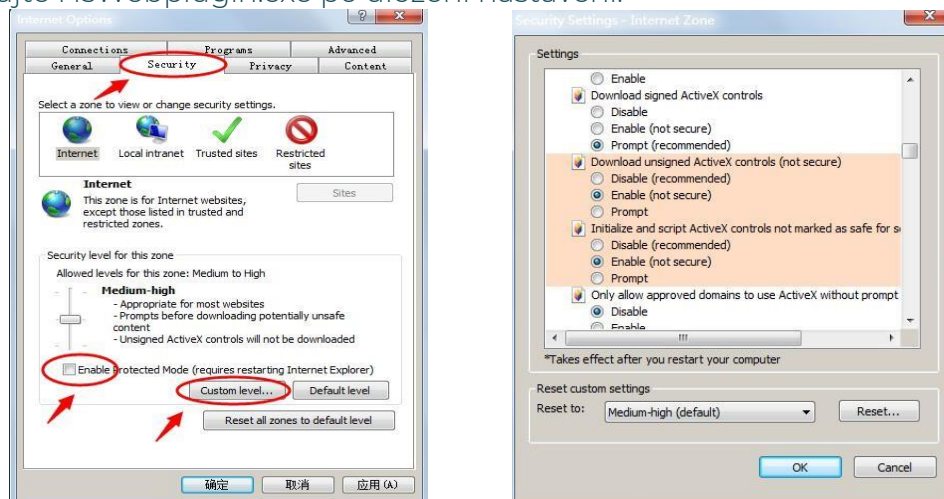 po uložení nastavení.
Internet Options
Connections Programs Advanced
General Security Privacy Content
Select a zone to view or change security settings.
Internet Local intranet Trusted sites Restricted sites
Internet
This zone is for Internet websites,
except those listed in trusted and
restricted zones.
Sites
Security level for this zone
Allowed levels for this zone: Medium to High
Medium-high
- Appropriate for most websites
- Prompts before downloading potentially unsafe
content
- Unsigned ActiveX controls will not be downloaded
Enable Protected Mode (requires restarting Internet Explorer)
Custom level... Default level
Reset all zones to default level
确定 取消 应用(A)
Security Settings - Internet Zone
Settings
Enable
Download signed ActiveX controls
Disable
Enable (not secure)
Prompt (recommended)
Download unsigned ActiveX controls (not secure)
Disable (recommended)
Enable (not secure)
Prompt
Initialize and script ActiveX controls not marked as safe for s
Disable (recommended)
Enable (not secure)
Prompt
Only allow approved domains to use ActiveX without prompt
Disable
Enable
*Takes effect after you restart your computer
Reset custom settings
Reset to: Medium-high (default) Reset...
OK Cancel